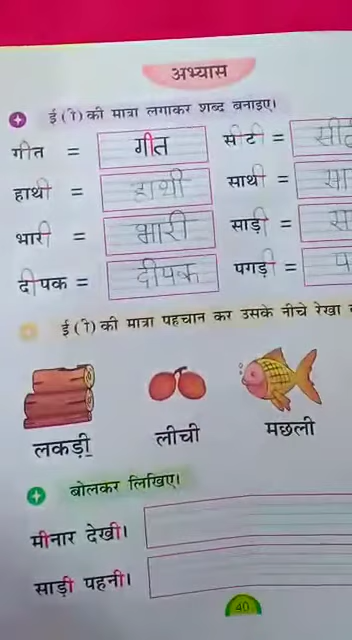 अभ्यास
ई (ी) की मात्रा लगाकर शब्द बनाइए।
गीत = गीत सीटी =
हाथी = हाथी साथी =
भारी = भारी साड़ी =
दीपक = दीपक पगड़ी =
ई (ी) की मात्रा पहचान कर उसके नीचे रेखा
लकड़ी लीची मछली
बोलकर लिखिए।
मीनार देखी।
साड़ी पहनी।
40